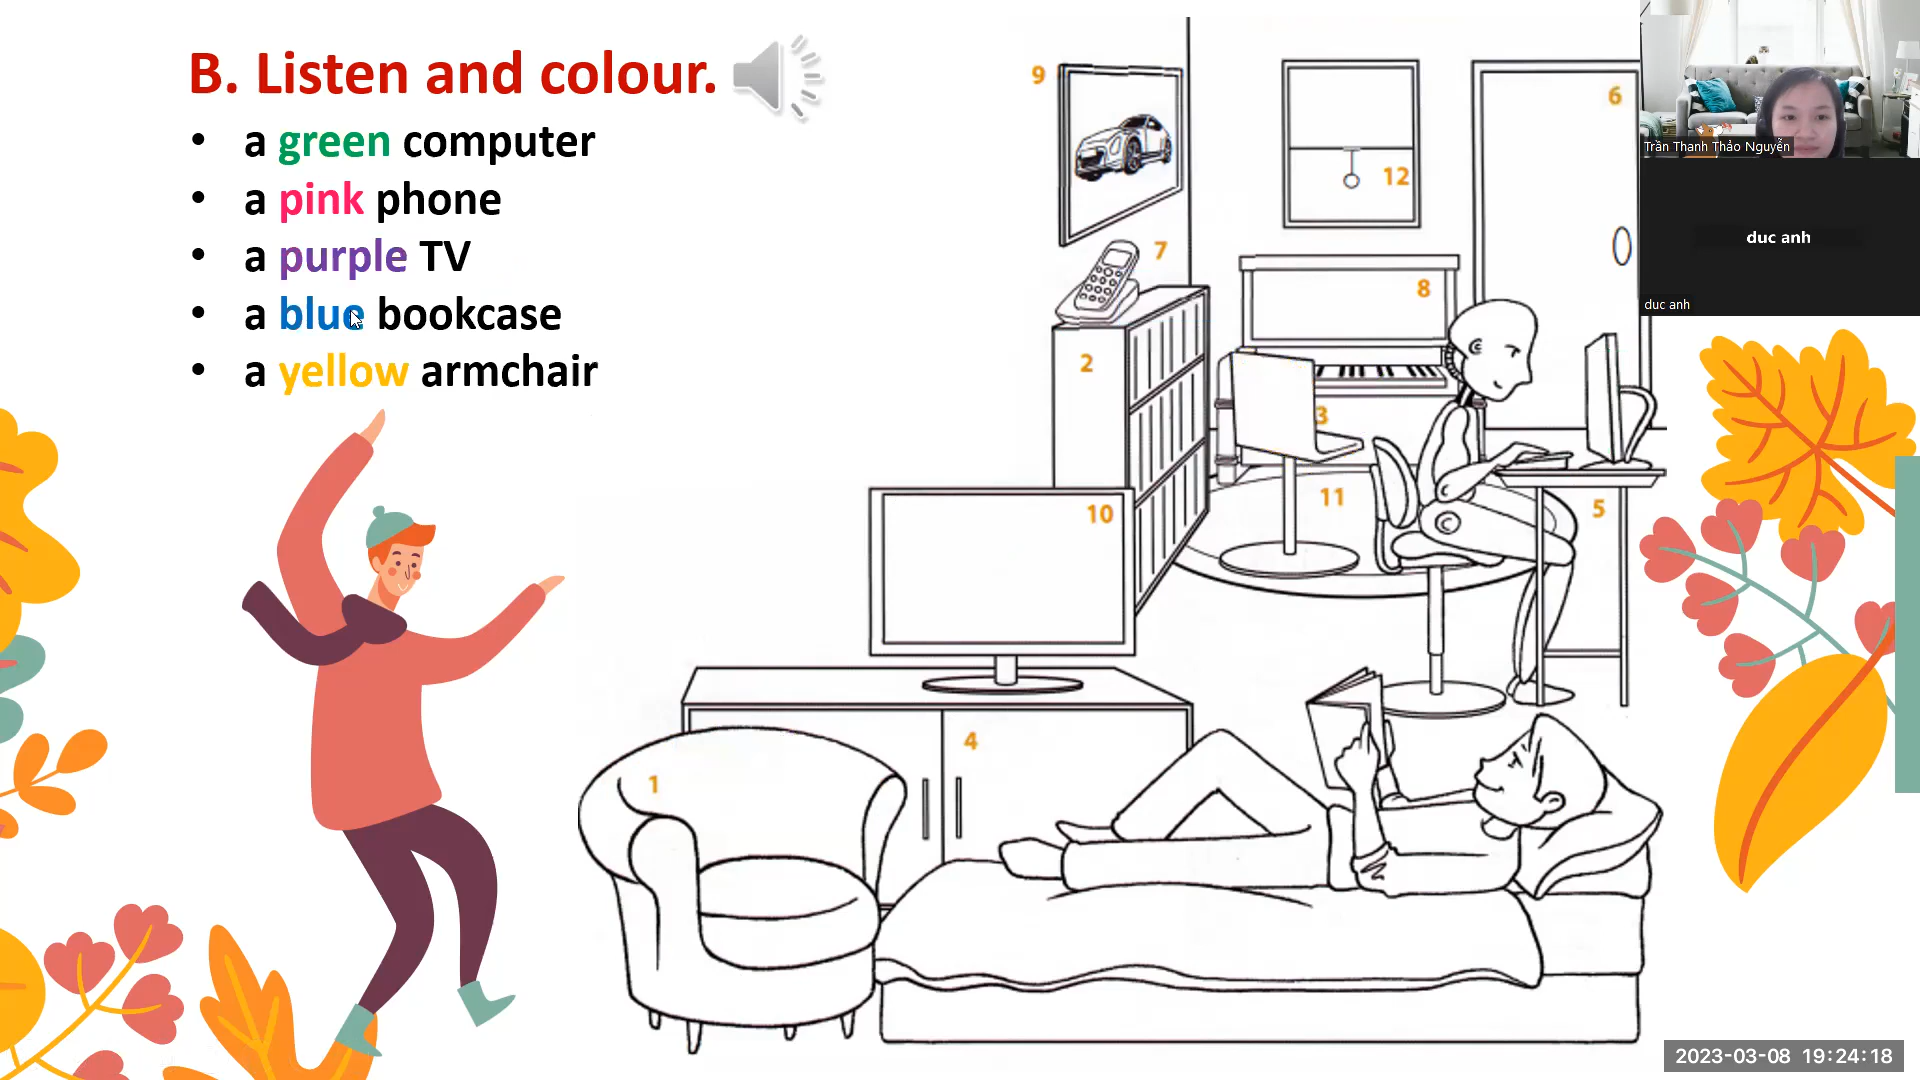 B. Listen and colour.
• a green computer
• a pink phone
• a purple TV
• a blue bookcase
• a yellow armchair
9
12
6
7
8
2
3
11
5
10
4
1
Trần Thanh Thảo Nguyễn
duc anh
duc anh
2023-03-08 19:24:18